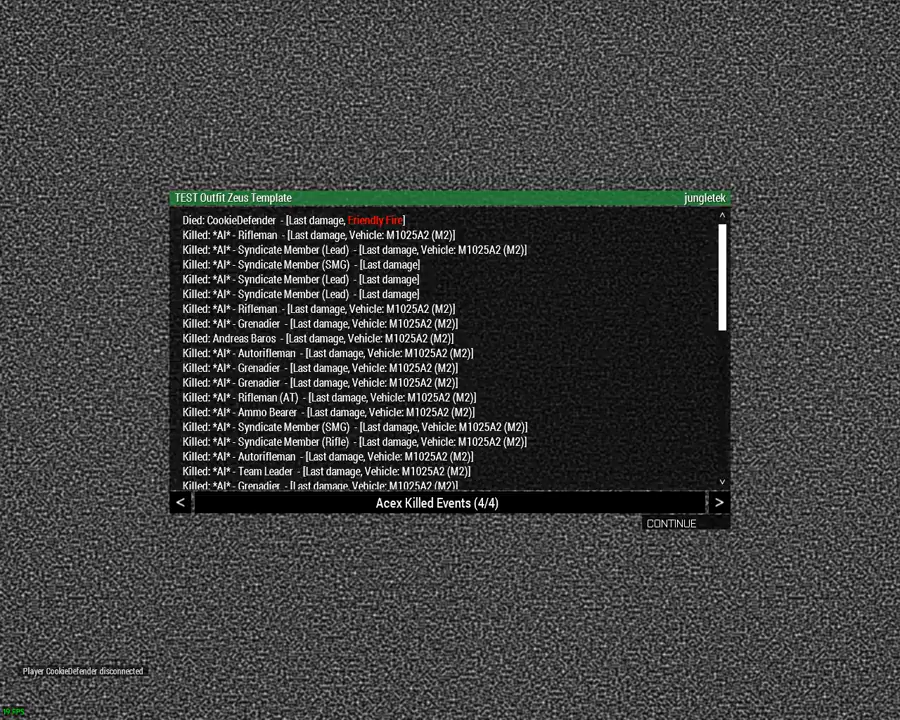 TEST Outfit Zeus Template jungletek
Died: CookieDefender - [Last damage, Friendly Fire]
Killed: *AI* - Rifleman - [Last damage, Vehicle: M1025A2 (M2)]
Killed: *AI* - Syndicate Member (Lead) - [Last damage, Vehicle: M1025A2 (M2)]
Killed: *AI* - Syndicate Member (SMG) - [Last damage]
Killed: *AI* - Syndicate Member (Lead) - [Last damage]
Killed: *AI* - Syndicate Member (Lead) - [Last damage]
Killed: *AI* - Rifleman - [Last damage, Vehicle: M1025A2 (M2)]
Killed: *AI* - Grenadier - [Last damage, Vehicle: M1025A2 (M2)]
Killed: Andreas Baros - [Last damage, Vehicle: M1025A2 (M2)]
Killed: *AI* - Autorifleman - [Last damage, Vehicle: M1025A2 (M2)]
Killed: *AI* - Grenadier - [Last damage, Vehicle: M1025A2 (M2)]
Killed: *AI* - Grenadier - [Last damage, Vehicle: M1025A2 (M2)]
Killed: *AI* - Rifleman (AT) - [Last damage, Vehicle: M1025A2 (M2)]
Killed: *AI* - Ammo Bearer - [Last damage, Vehicle: M1025A2 (M2)]
Killed: *AI* - Syndicate Member (SMG) - [Last damage, Vehicle: M1025A2 (M2)]
Killed: *AI* - Syndicate Member (Rifle) - [Last damage, Vehicle: M1025A2 (M2)]
Killed: *AI* - Autorifleman - [Last damage, Vehicle: M1025A2 (M2)]
Killed: *AI* - Team Leader - [Last damage, Vehicle: M1025A2 (M2)]
Killed: *AI* - Grenadier - [Last damage, Vehicle: M1025A2 (M2)]
< Acex Killed Events (4/4) >
CONTINUE
Player CookieDefender disconnected.
19 FPS